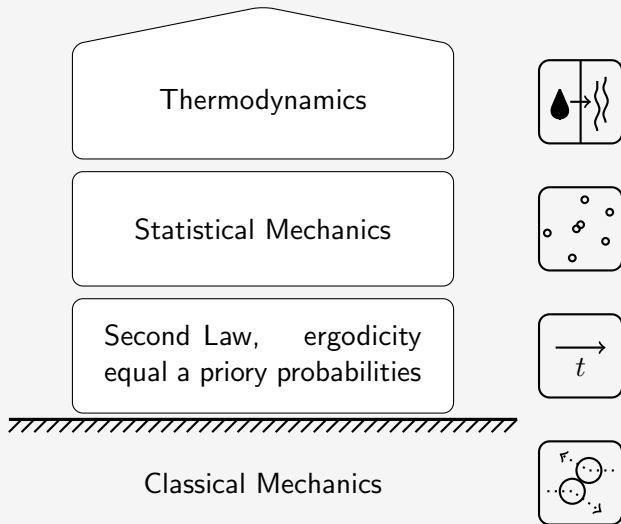 Thermodynamics
Statistical Mechanics
Second Law, ergodicity
equal a priory probabilities
t
Classical Mechanics